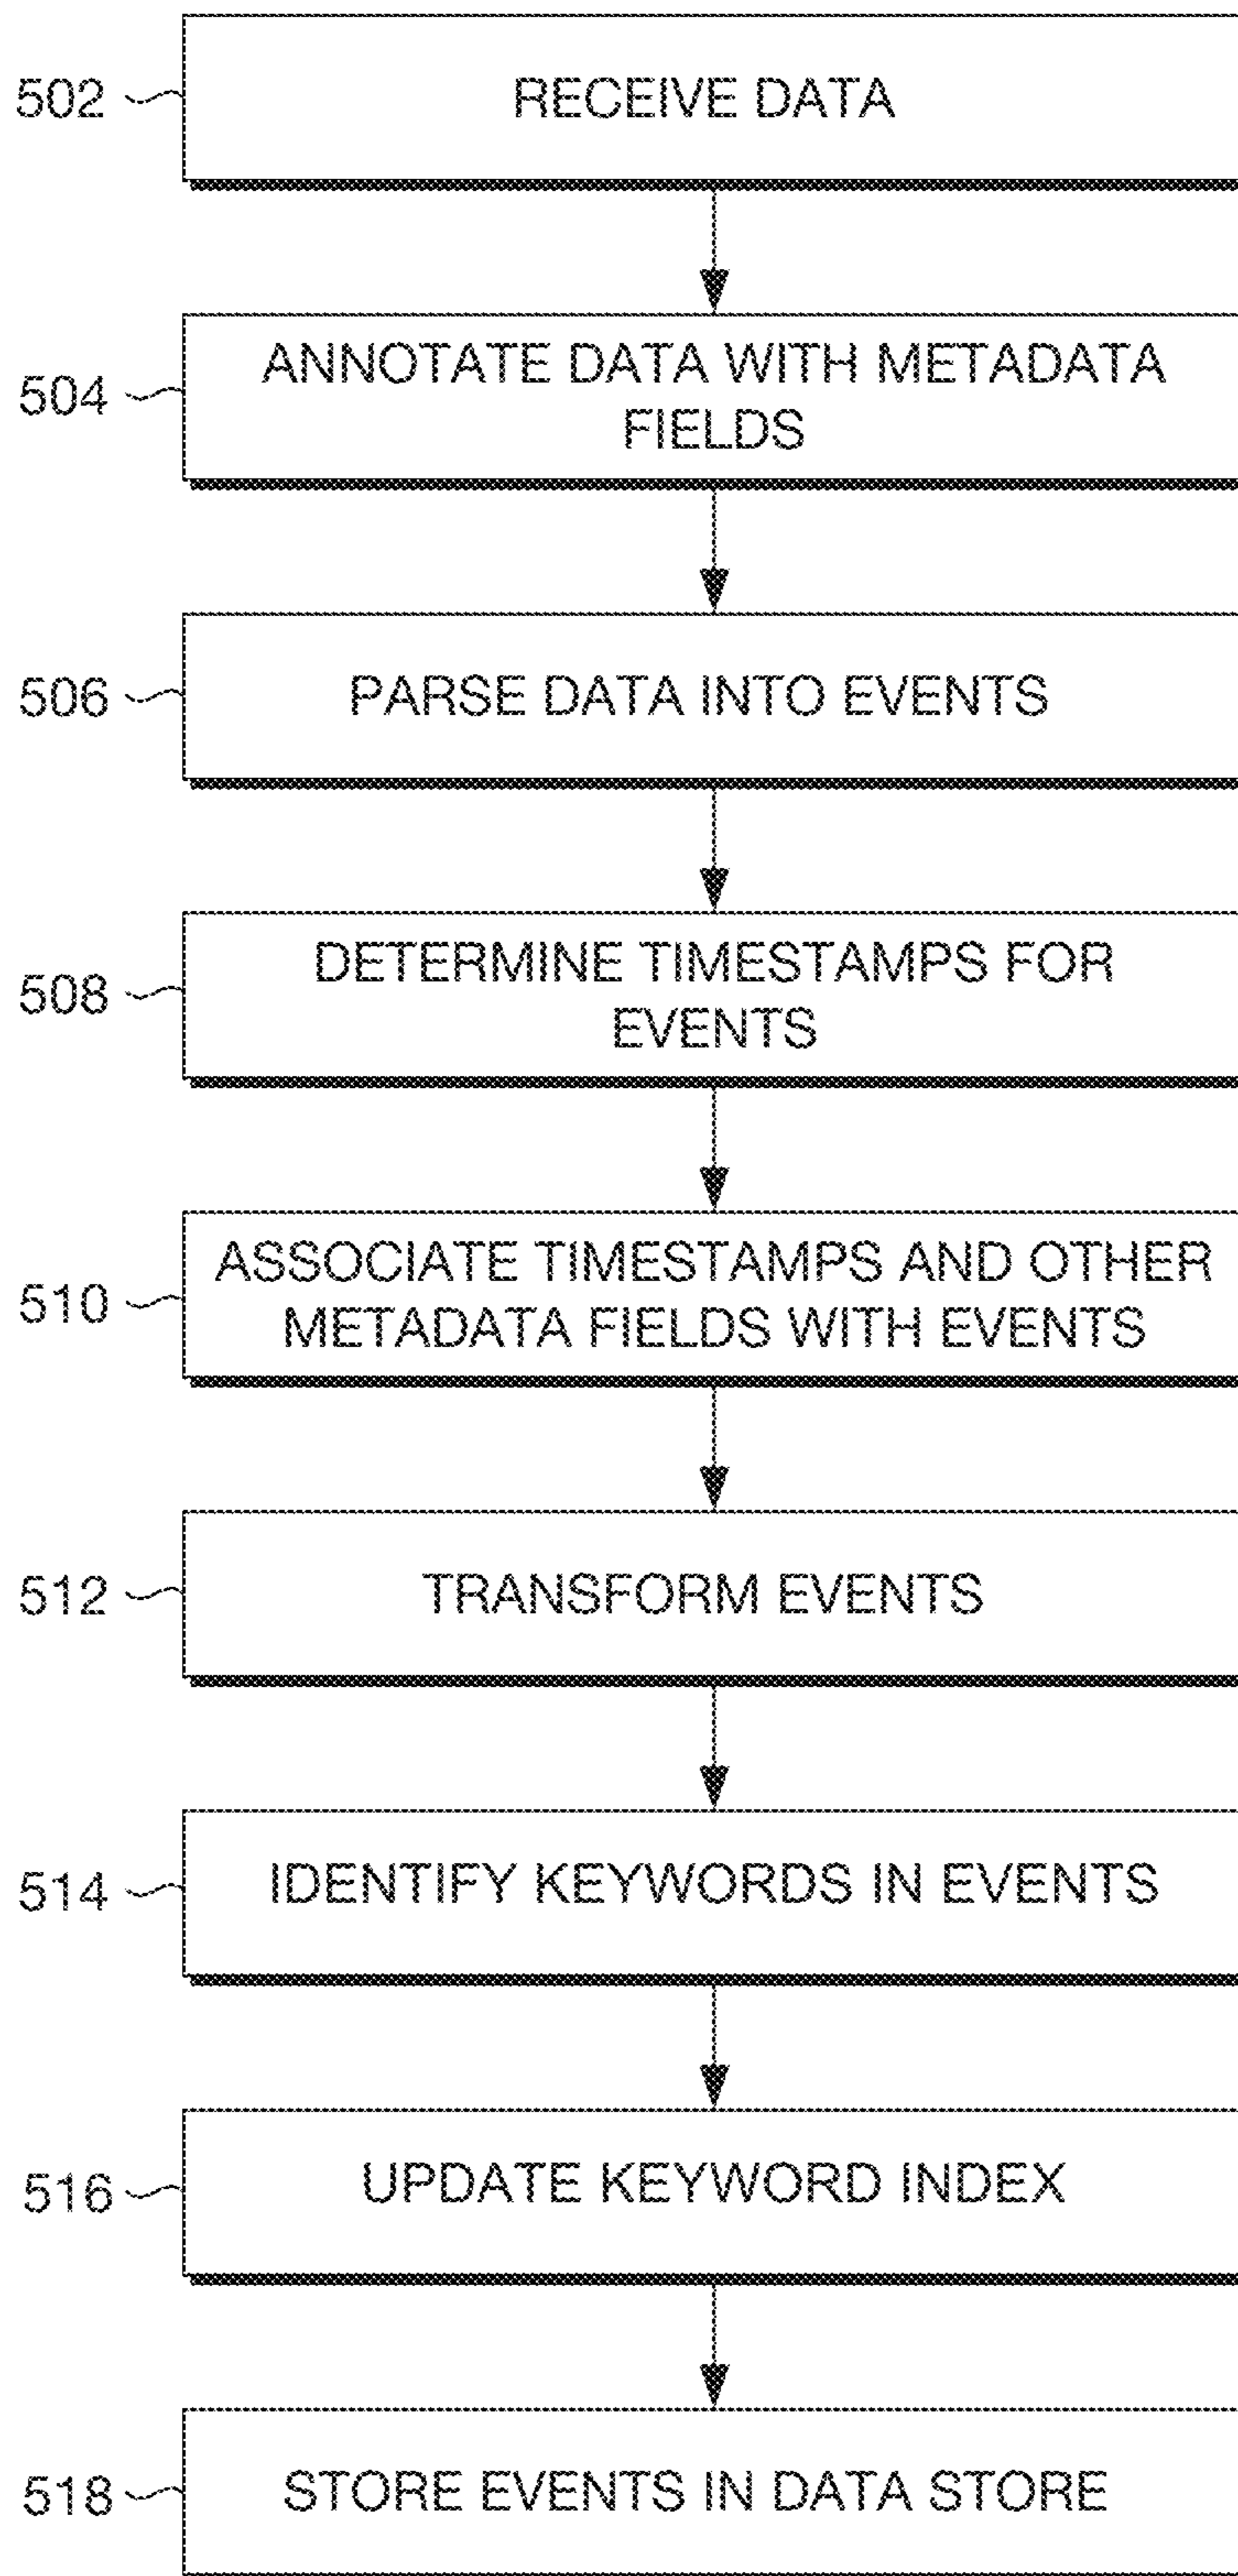 502
RECEIVE DATA
504
ANNOTATE DATA WITH METADATA
FIELDS
506
PARSE DATA INTO EVENTS
508
DETERMINE TIMESTAMPS FOR
EVENTS
510
ASSOCIATE TIMESTAMPS AND OTHER
METADATA FIELDS WITH EVENTS
512
TRANSFORM EVENTS
514
IDENTIFY KEYWORDS IN EVENTS
516
UPDATE KEYWORD INDEX
518
STORE EVENTS IN DATA STORE